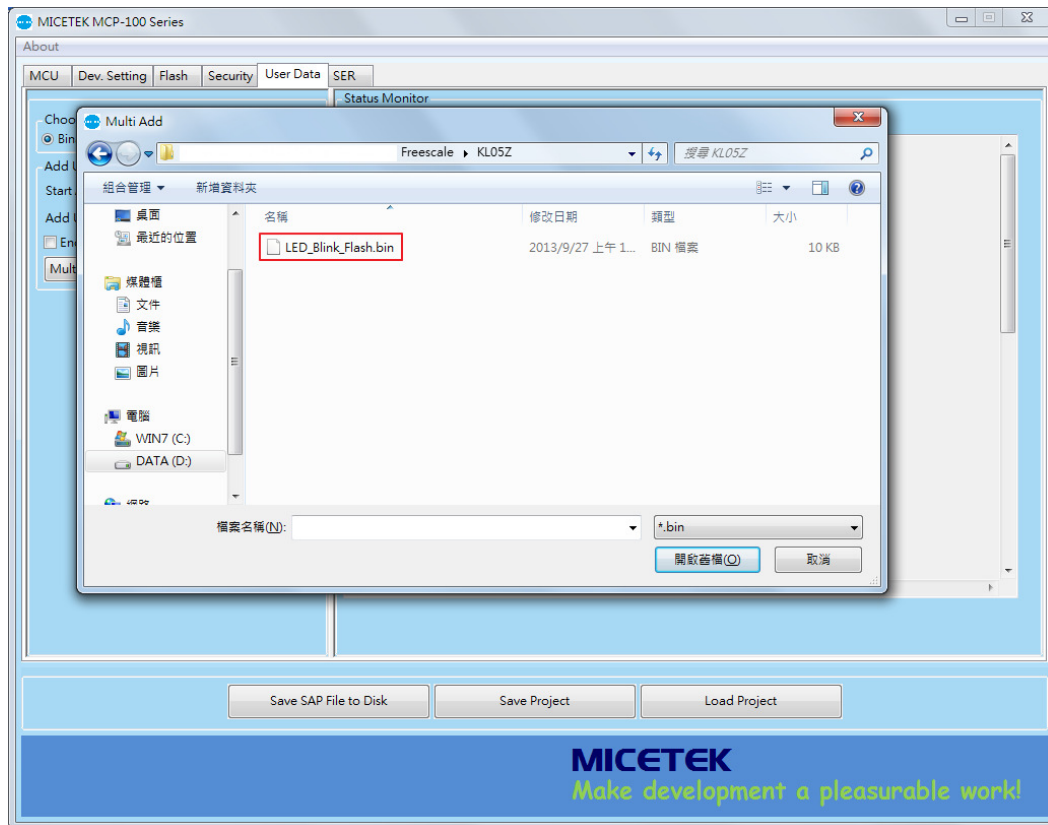 MICETEK MCP-100 Series
About
MCU Dev. Setting Flash Security User Data SER
Status Monitor
Multi Add
Freescale KL05Z 搜尋 KL05Z
組合管理 新增資料夾
名稱 修改日期 類型 大小
LED_Blink_Flash.bin 2013/9/27 上午 1... BIN 檔案 10 KB
桌面
最近的位置
媒體櫃
文件
音樂
視訊
圖片
電腦
WIN7 (C:)
DATA (D:)
Choo
Bin
Add
Start
Add
En
Mult
檔案名稱(N): *.bin
開啟舊檔(O) 取消
Save SAP File to Disk Save Project Load Project
MICETEK
Make development a pleasurable work!